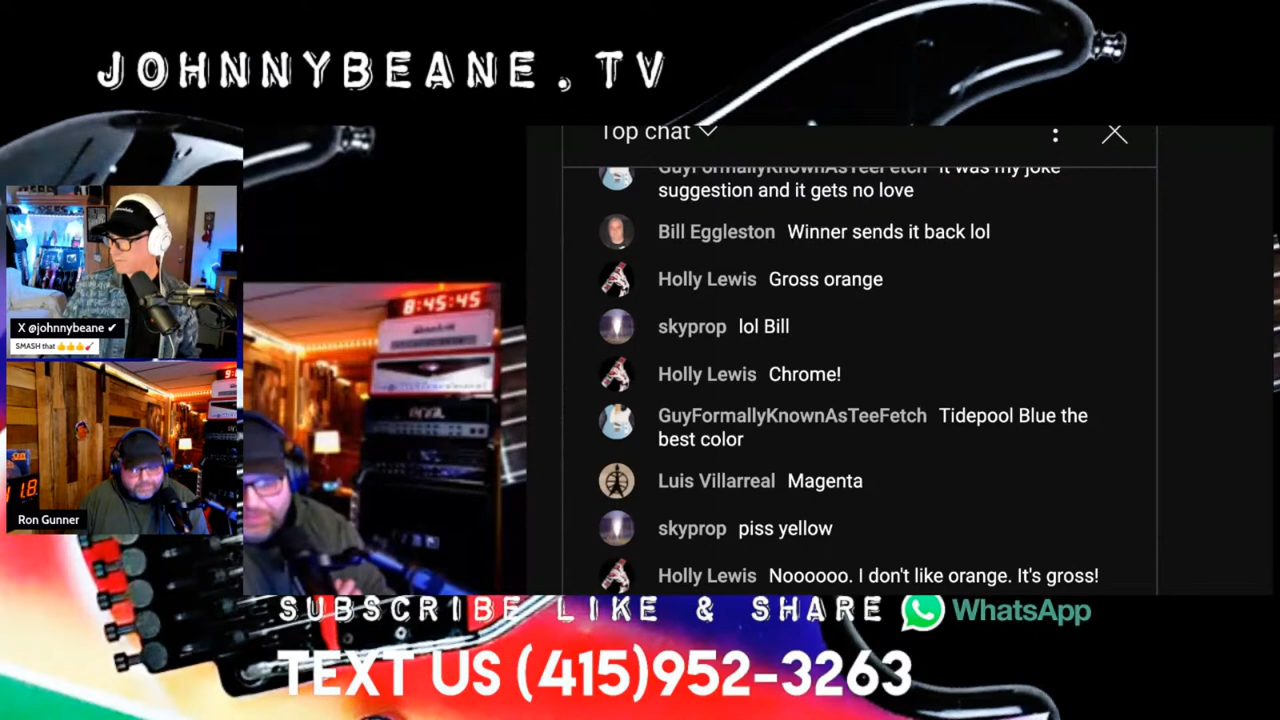 JOHNNYBEANE.TV
Top chat
GuyFormallyKnownAsTeeFetch It was my joke
suggestion and it gets no love
Bill Eggleston Winner sends it back lol
Holly Lewis Gross orange
skyprop lol Bill
Holly Lewis Chrome!
GuyFormallyKnownAsTeeFetch Tidepool Blue the
best color
Luis Villarreal Magenta
skyprop piss yellow
Holly Lewis Noooooo. I don't like orange. It's gross!
X @johnnybeane ✔
SMASH that 👍👍👍🎸
8:45:45
Ron Gunner
SUBSCRIBE LIKE & SHARE WhatsApp
TEXT US (415)952-3263